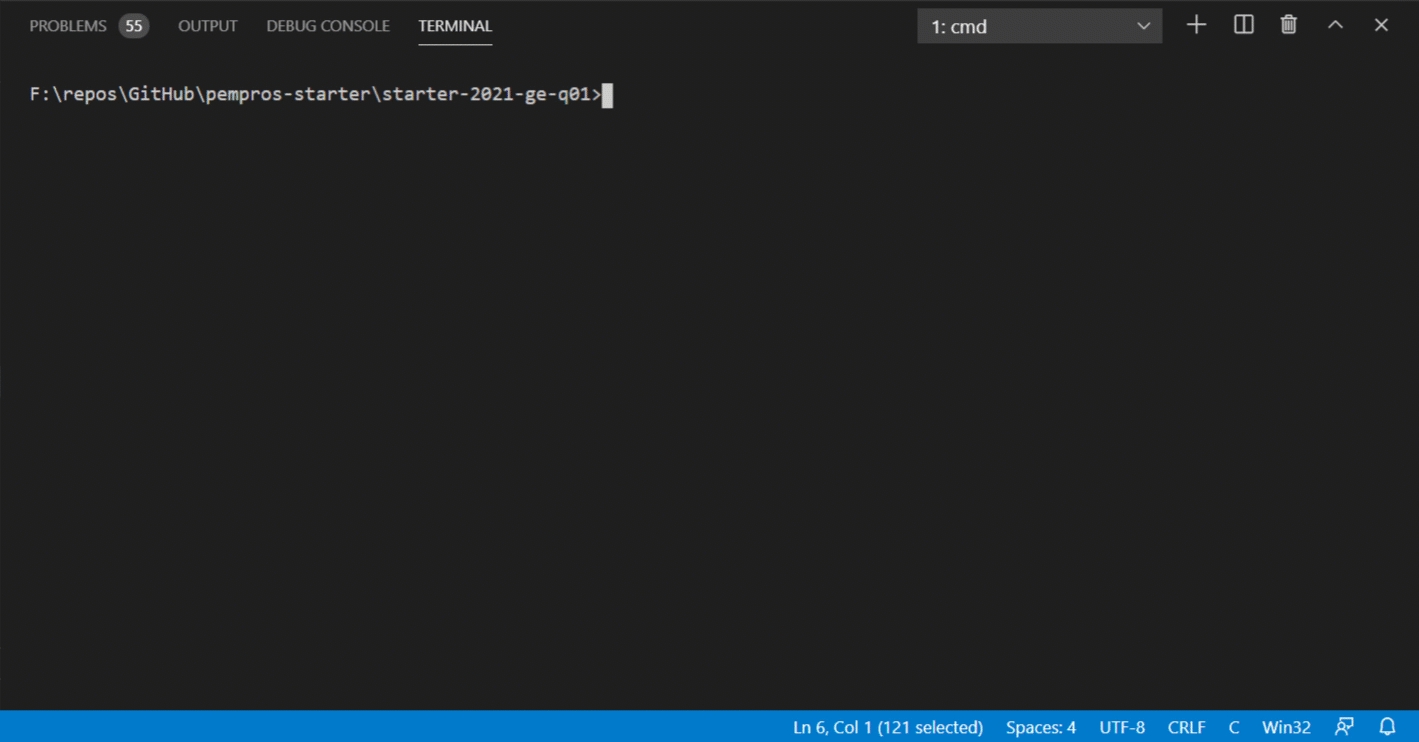 PROBLEMS 55 OUTPUT DEBUG CONSOLE TERMINAL 1: cmd
F:\repos\GitHub\pempros-starter\starter-2021-ge-q01>
Ln 6, Col 1 (121 selected) Spaces: 4 UTF-8 CRLF C Win32